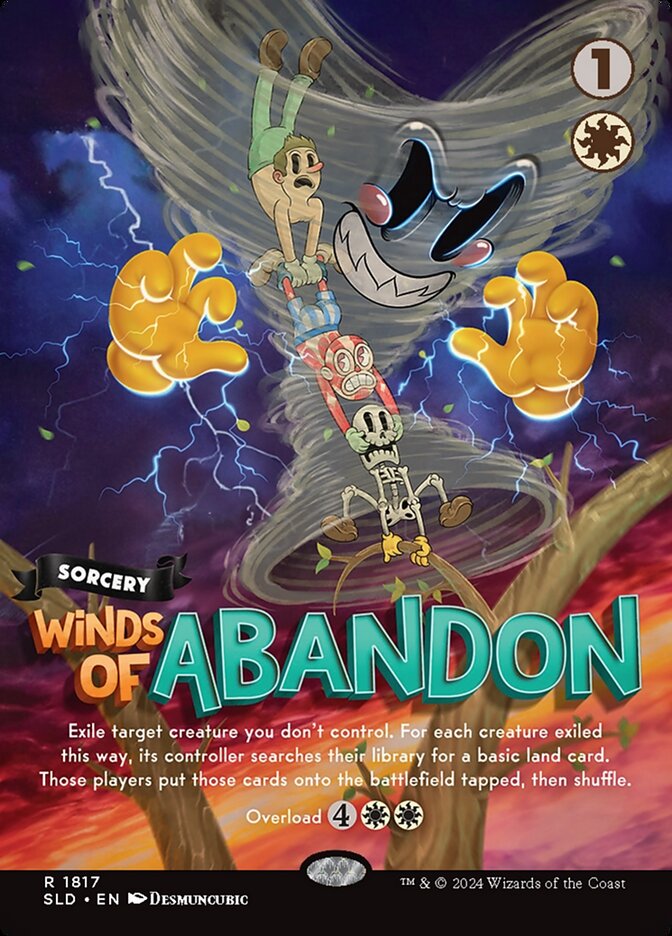 1
SORCERY
WINDS
OF ABANDON
Exile target creature you don't control. For each creature exiled
this way, its controller searches their library for a basic land card.
Those players put those cards onto the battlefield tapped, then shuffle.
Overload 4
R 1817
SLD • EN DESMUNCUBIC
™ & © 2024 Wizards of the Coast